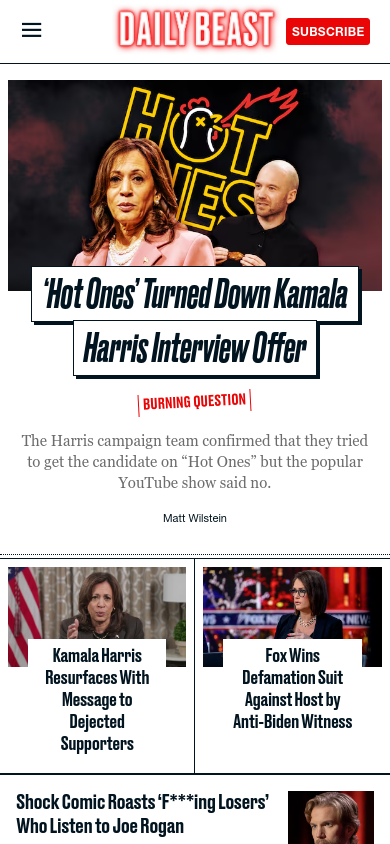 DAILY BEAST
SUBSCRIBE
HOT
ONES
‘Hot Ones’ Turned Down Kamala
Harris Interview Offer
BURNING QUESTION
The Harris campaign team confirmed that they tried
to get the candidate on “Hot Ones” but the popular
YouTube show said no.
Matt Wilstein
Kamala Harris
Resurfaces With
Message to
Dejected
Supporters
Fox Wins
Defamation Suit
Against Host by
Anti-Biden Witness
Shock Comic Roasts ‘F***ing Losers’
Who Listen to Joe Rogan